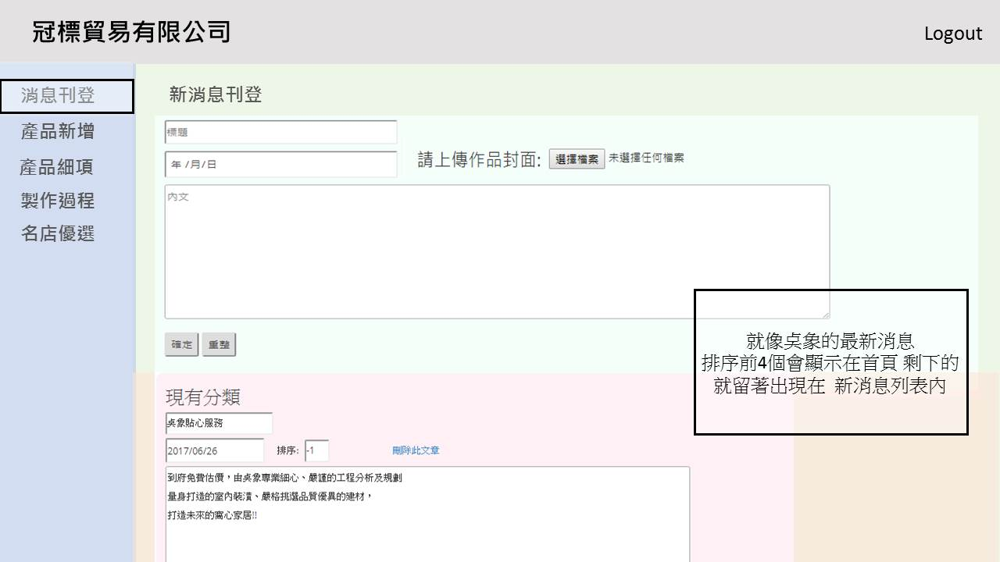 冠標貿易有限公司
Logout
消息刊登
產品新增
產品細項
製作過程
名店優選
新消息刊登
標題
年 /月/日
請上傳作品封面: 選擇檔案 未選擇任何檔案
內文
確定 重整
就像桌象的最新消息
排序前4個會顯示在首頁 剩下的
就留著出現在 新消息列表內
現有分類
桌象貼心服務
2017/06/26 排序: -1 刪除此文章
到府免費估價，由桌象專業細心、嚴謹的工程分析及規劃
量身打造的室內裝潢、嚴格挑選品質優異的建材，
打造未來的窩心家居!!